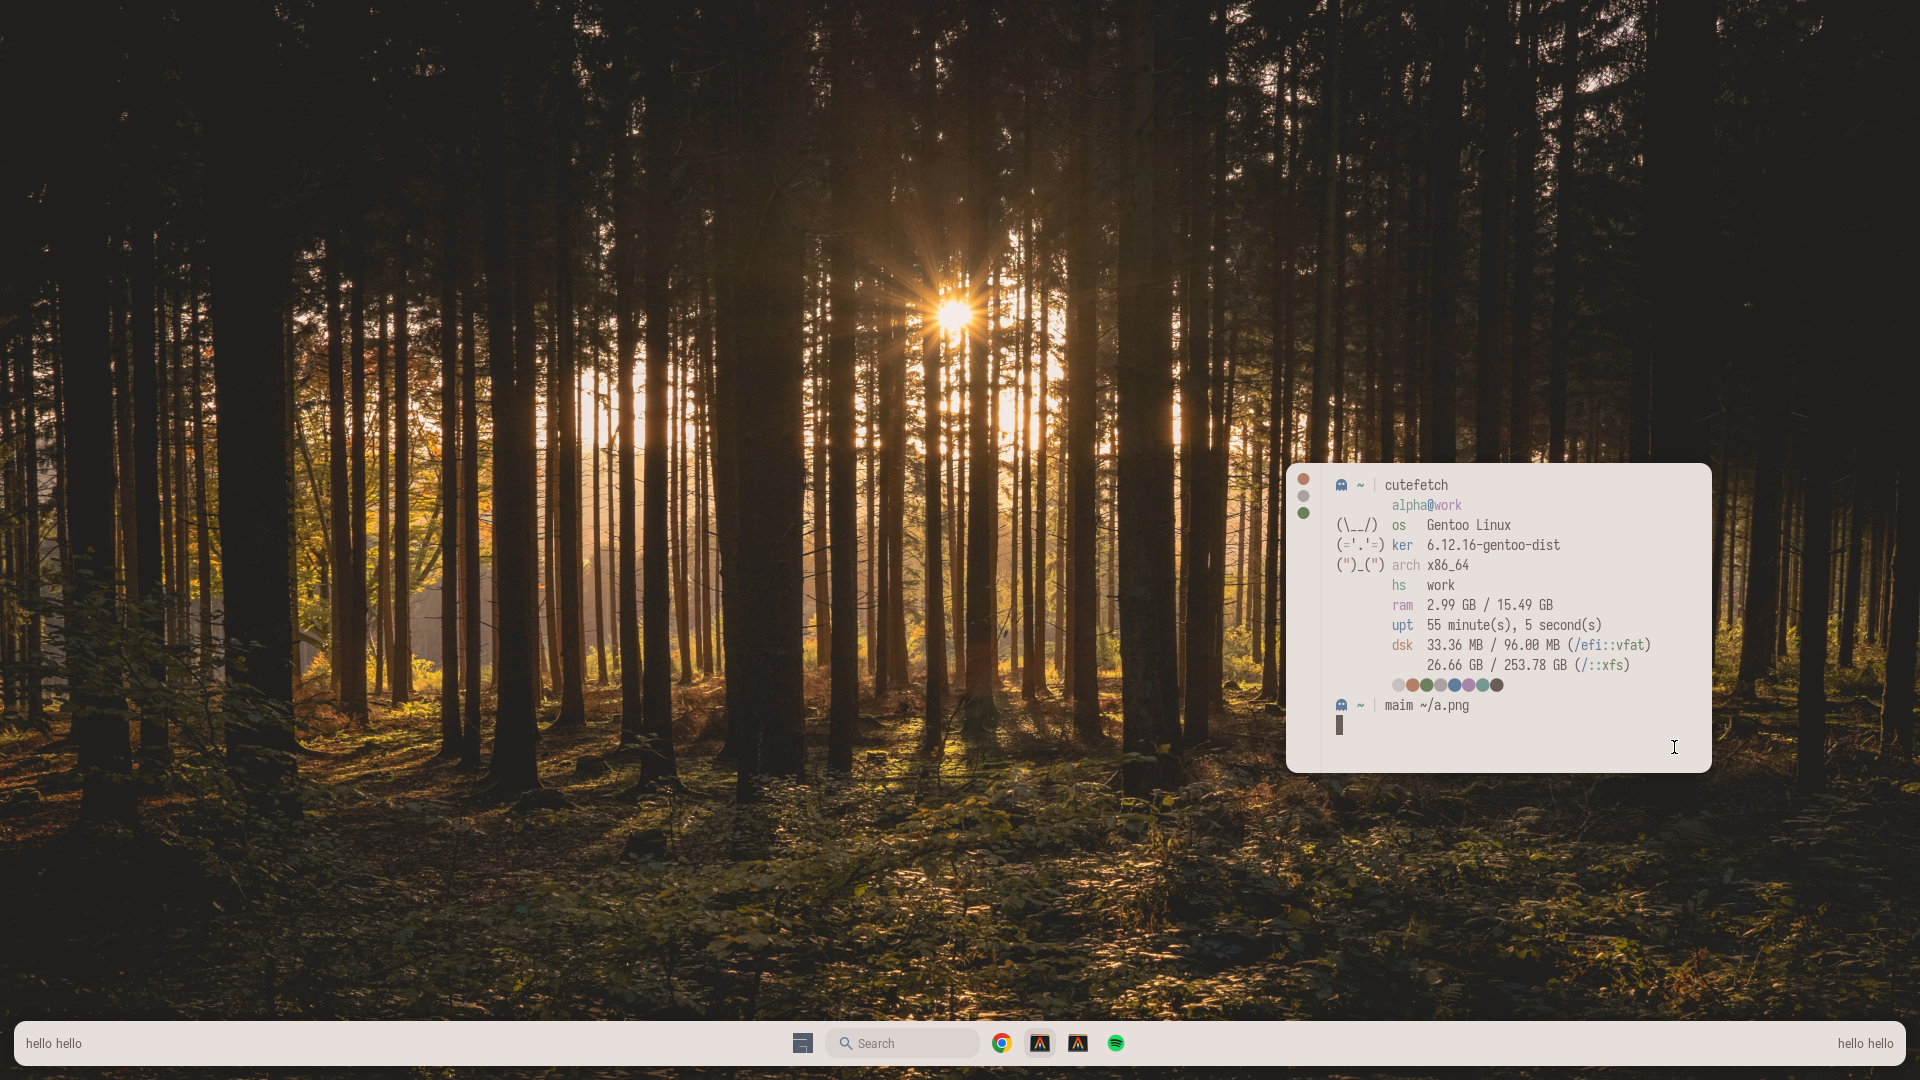 ~ | cutefetch
alpha@work
(\__/) os Gentoo Linux
(='.'=) ker 6.12.16-gentoo-dist
(")_(") arch x86_64
hs work
ram 2.99 GB / 15.49 GB
upt 55 minute(s), 5 second(s)
dsk 33.36 MB / 96.00 MB (/efi::vfat)
26.66 GB / 253.78 GB (/::xfs)
~ | maim ~/a.png
hello hello
Search
hello hello